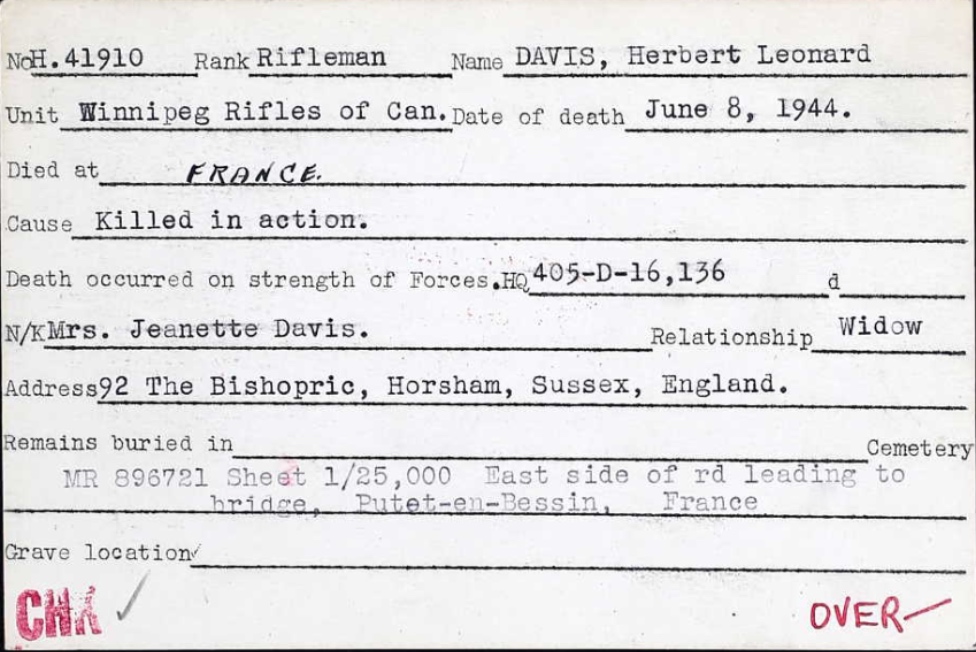 No H.41910 Rank Rifleman Name DAVIS, Herbert Leonard
Unit Winnipeg Rifles of Can. Date of death June 8, 1944.
Died at FRANCE.
Cause Killed in action.
Death occurred on strength of Forces. HQ 405-D-16,136 d
N/K Mrs. Jeanette Davis. Relationship Widow
Address 92 The Bishopric, Horsham, Sussex, England.
Remains buried in Cemetery
MR 896721 Sheet 1/25,000 East side of rd leading to
bridge, Putet-en-Bessin, France
Grave location
OVER